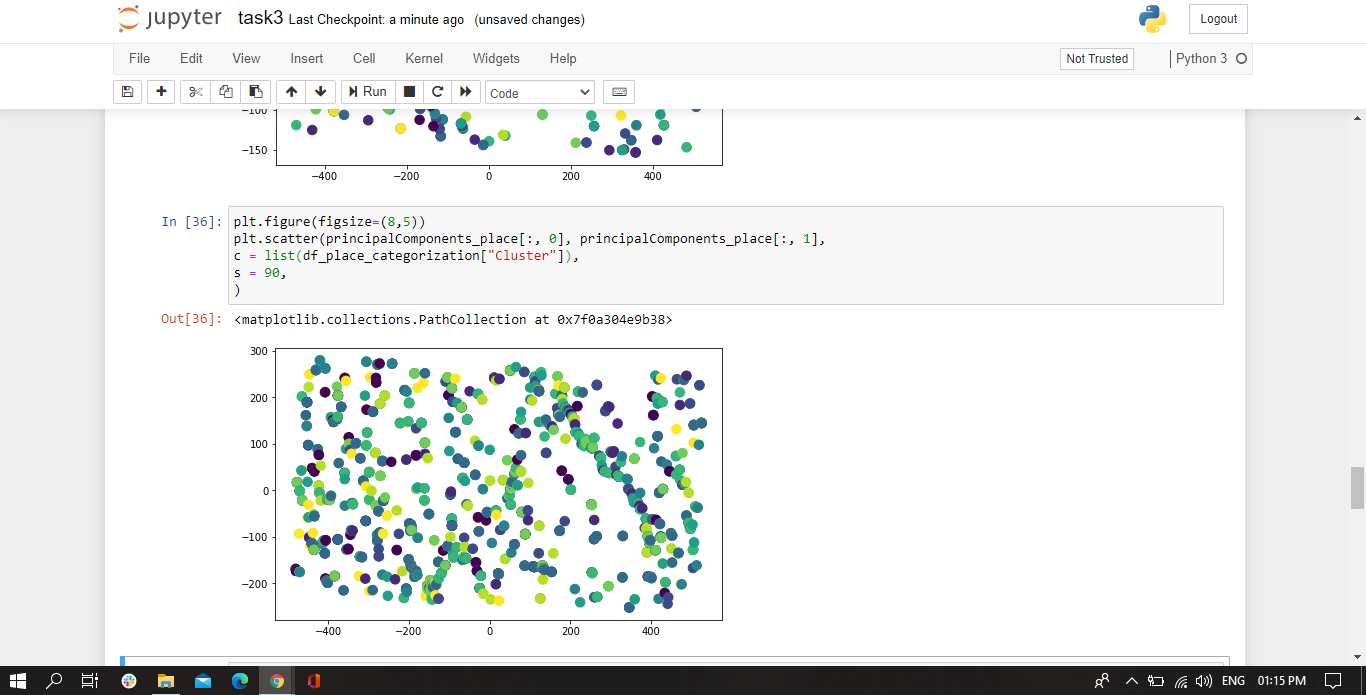 jupyter task3 Last Checkpoint: a minute ago (unsaved changes)
Logout
File Edit View Insert Cell Kernel Widgets Help
Not Trusted
Python 3
Run
Code
−100
−150
−400 −200 0 200 400
In [36]:
plt.figure(figsize=(8,5))
plt.scatter(principalComponents_place[:, 0], principalComponents_place[:, 1],
c = list(df_place_categorization["Cluster"]),
s = 90,
)
Out[36]: <matplotlib.collections.PathCollection at 0x7f0a304e9b38>
300
200
100
0
−100
−200
−400 −200 0 200 400
ENG 01:15 PM